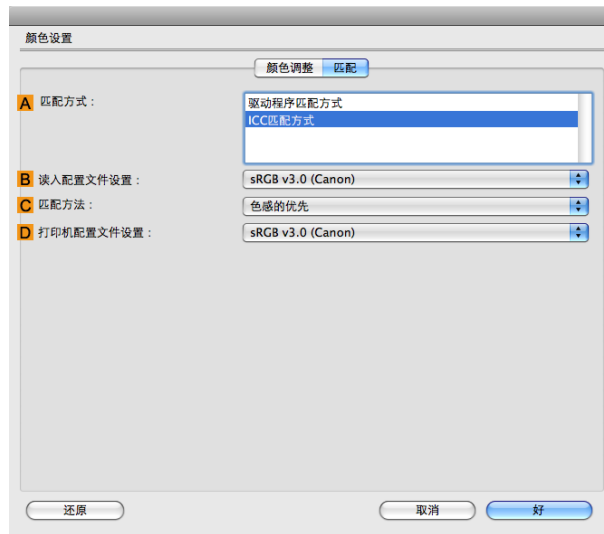 颜色设置
颜色调整 匹配
A 匹配方式：
驱动程序匹配方式
ICC匹配方式
B 读入配置文件设置： sRGB v3.0 (Canon)
C 匹配方法： 色感的优先
D 打印机配置文件设置： sRGB v3.0 (Canon)
还原 取消 好